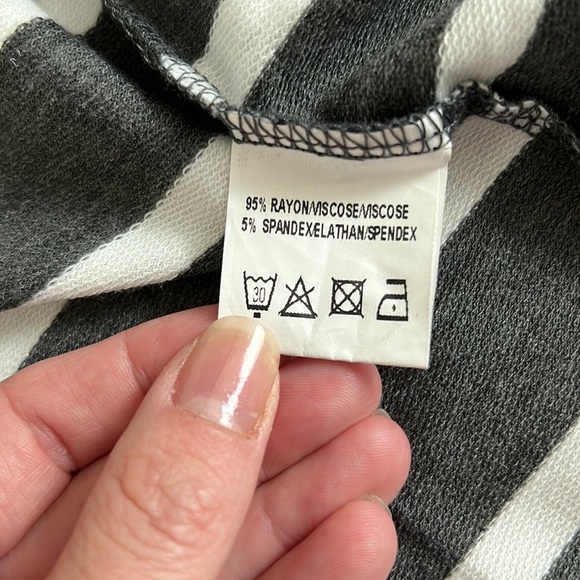 95% RAYON/VISCOSE/VISCOSE
5% SPANDEX/ELATHAN/SPENDEX
30